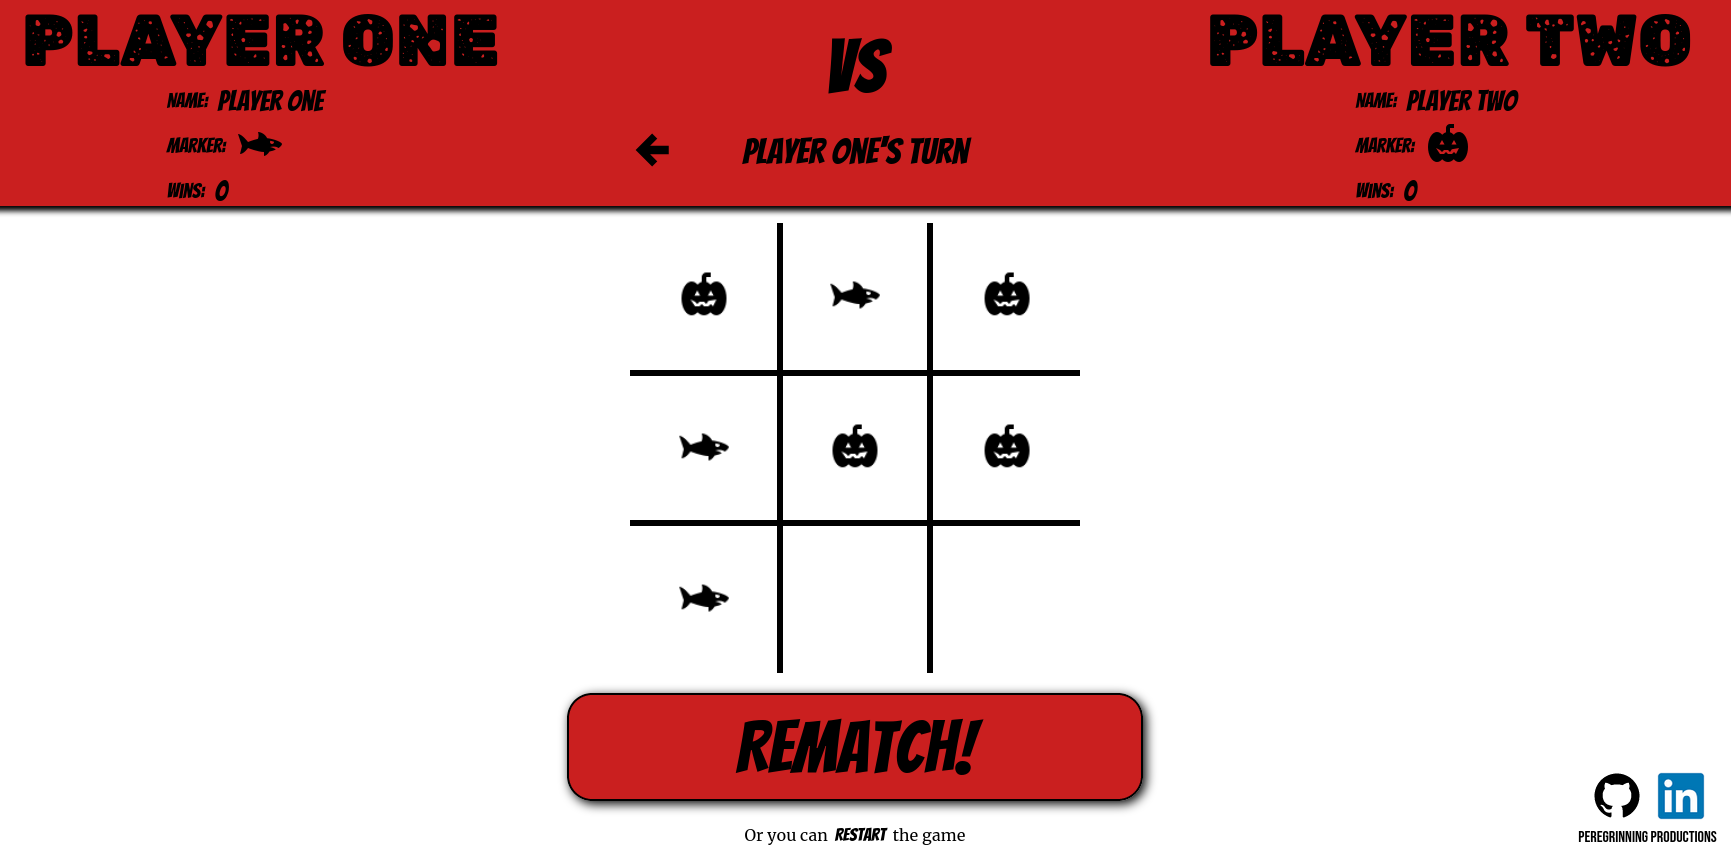 PLAYER ONE
NAME: PLAYER ONE
MARKER:
WINS: 0
VS
PLAYER ONE'S TURN
PLAYER TWO
NAME: PLAYER TWO
MARKER:
WINS: 0
REMATCH!
Or you can RESTART the game
in
PEREGRINNING PRODUCTIONS